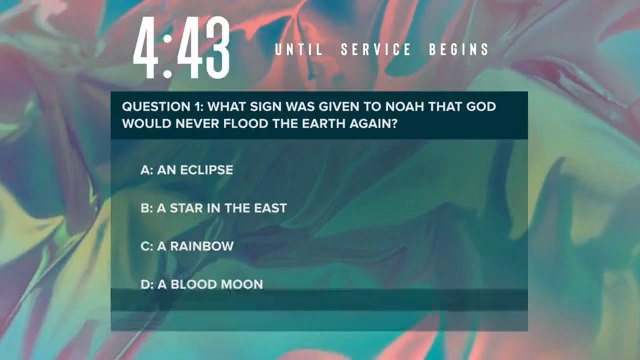 4:43 UNTIL SERVICE BEGINS
QUESTION 1: WHAT SIGN WAS GIVEN TO NOAH THAT GOD
WOULD NEVER FLOOD THE EARTH AGAIN?
A: AN ECLIPSE
B: A STAR IN THE EAST
C: A RAINBOW
D: A BLOOD MOON